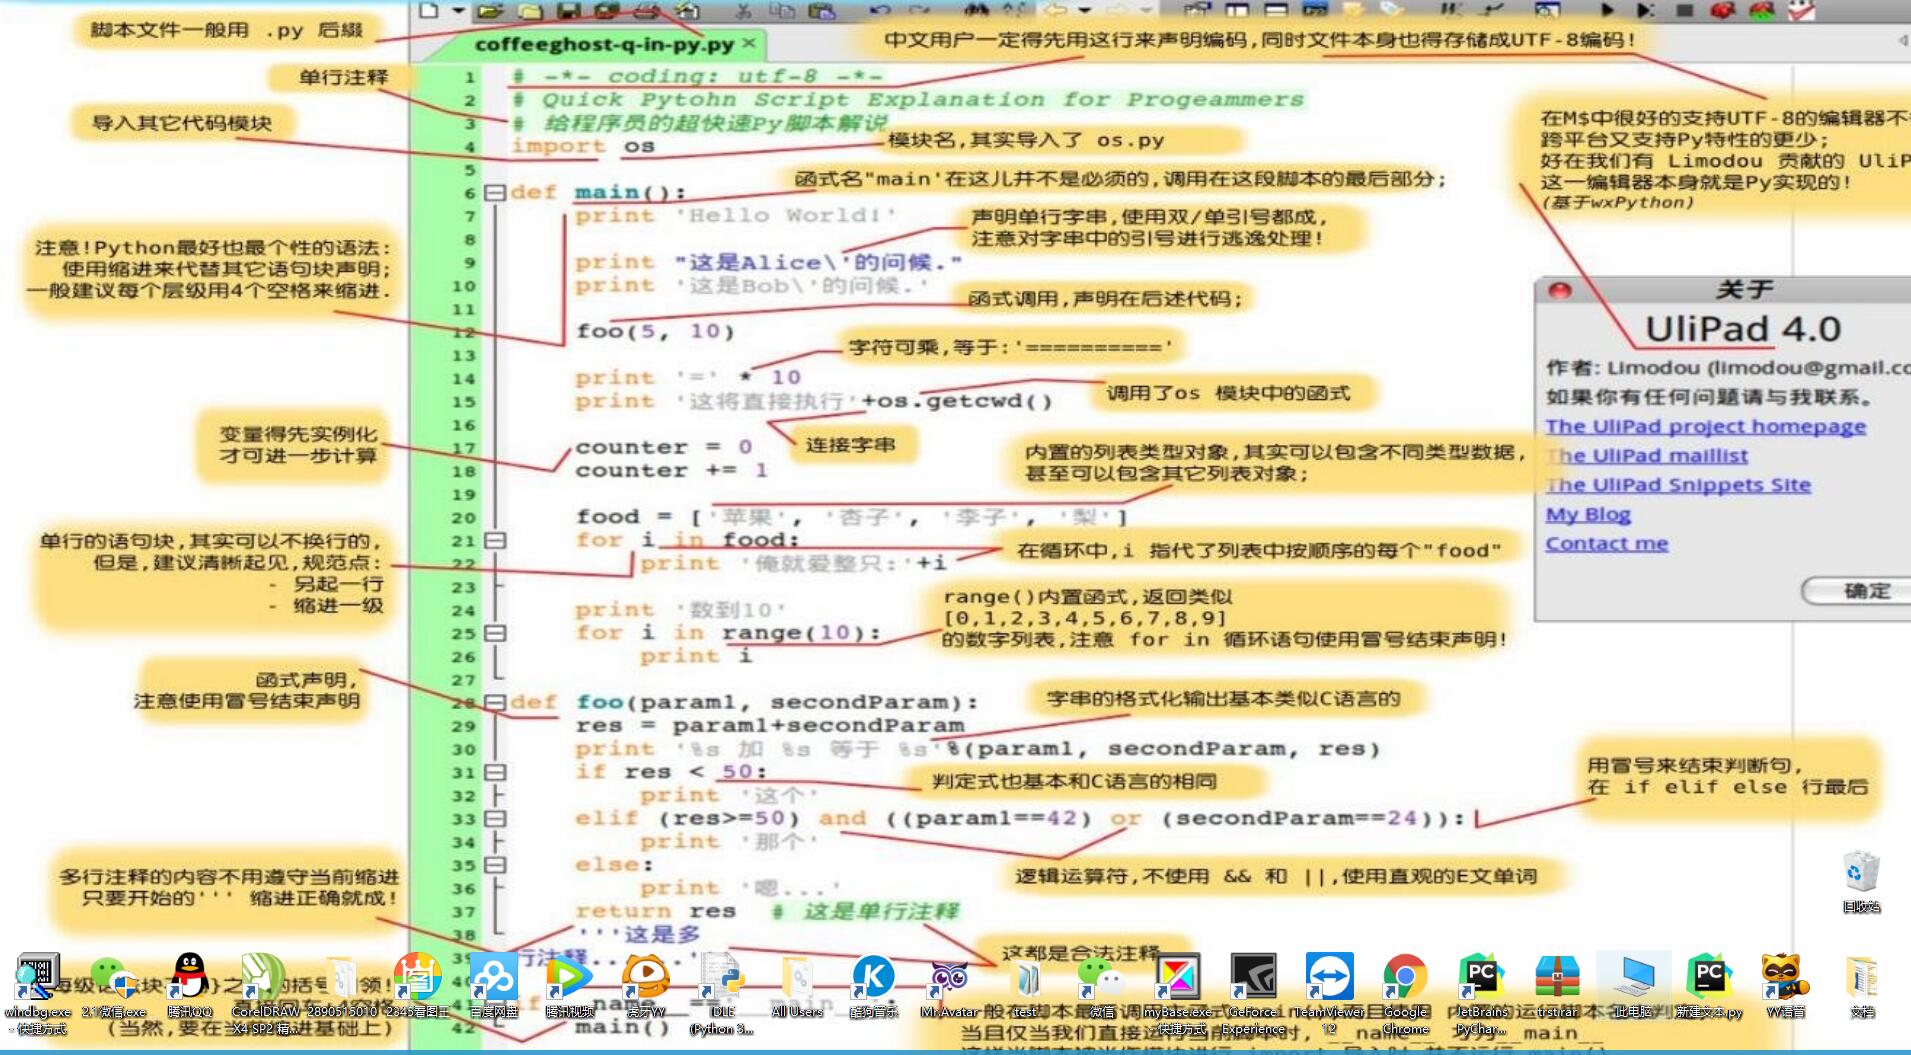 脚本文件一般用 .py 后缀
coffeeghost-q-in-py.py ×
中文用户一定得先用这行来声明编码,同时文件本身也得存储成UTF-8编码!
单行注释
1 # -*- coding: utf-8 -*-
2 # Quick Pytohn Script Explanation for Progeammers
导入其它代码模块
3 # 给程序员的超快速Py脚本解说
4 import os
模块名,其实导入了 os.py
在M$中很好的支持UTF-8的编辑器不
跨平台又支持Py特性的更少;
好在我们有 Limodou 贡献的 UliP
这一编辑器本身就是Py实现的!
(基于wxPython)
5
6 def main():
函式名"main'在这儿并不是必须的,调用在这段脚本的最后部分;
7 print 'Hello World!'
声明单行字串,使用双/单引号都成,
注意对字串中的引号进行逃逸处理!
8
注意!Python最好也最个性的语法:
使用缩进来代替其它语句块声明;
一般建议每个层级用4个空格来缩进.
9 print "这是Alice\'的问候."
10 print '这是Bob\'的问候.'
函式调用,声明在后述代码;
11
12 foo(5, 10)
13
字符可乘,等于:'=========='
14 print '=' * 10
15 print '这将直接执行'+os.getcwd()
调用了os 模块中的函式
16
连接字串
变量得先实例化
才可进一步计算
17 counter = 0
18 counter += 1
内置的列表类型对象,其实可以包含不同类型数据,
甚至可以包含其它列表对象;
19
20 food = ['苹果', '杏子', '李子', '梨']
21 for i in food:
22 print '俺就爱整只:'+i
在循环中,i 指代了列表中按顺序的每个"food"
单行的语句块,其实可以不换行的,
但是,建议清晰起见,规范点:
- 另起一行
- 缩进一级
23
24 print '数到10'
25 for i in range(10):
26 print i
range()内置函式,返回类似
[0,1,2,3,4,5,6,7,8,9]
的数字列表,注意 for in 循环语句使用冒号结束声明!
27
函式声明,
注意使用冒号结束声明
28 def foo(param1, secondParam):
29 res = param1+secondParam
30 print '%s 加 %s 等于 %s'%(param1, secondParam, res)
字串的格式化输出基本类似C语言的
31 if res < 50:
32 print '这个'
判定式也基本和C语言的相同
33 elif (res>=50) and ((param1==42) or (secondParam==24)):
34 print '那个'
用冒号来结束判断句,
在 if elif else 行最后
35 else:
36 print '嗯...'
逻辑运算符,不使用 && 和 ||,使用直观的E文单词
37 return res # 这是单行注释
38 '''这是多
39 行注释
多行注释的内容不用遵守当前缩进
只要开始的''' 缩进正确就成!
这都是合法注释
40
41
42 main()
(当然,要在
进基础上)
当且仅当我们直接运行当前脚本时, __name__ 才为__main__
关于
UliPad 4.0
作者: Limodou (limodou@gmail.co
如果你有任何问题请与我联系。
The UliPad project homepage
The UliPad maillist
The UliPad Snippets Site
My Blog
Contact me
确定
回收站
windbg.exe
- 快捷方式
2.1微信.exe
腾讯QQ
CorelDRAW
X4 SP2 精...
2890515010
2345看图王
百度网盘
腾讯视频
IDLE
(Python 3...
All Users
酷狗音乐
Mr.Avatar
test
微信
myBase.exe
- 快捷方式
GeForce
Experience
TeamViewer
12
Google
Chrome
JetBrains
PyChar...
tst.rar
此电脑
新建文本.py
YY语音
文档